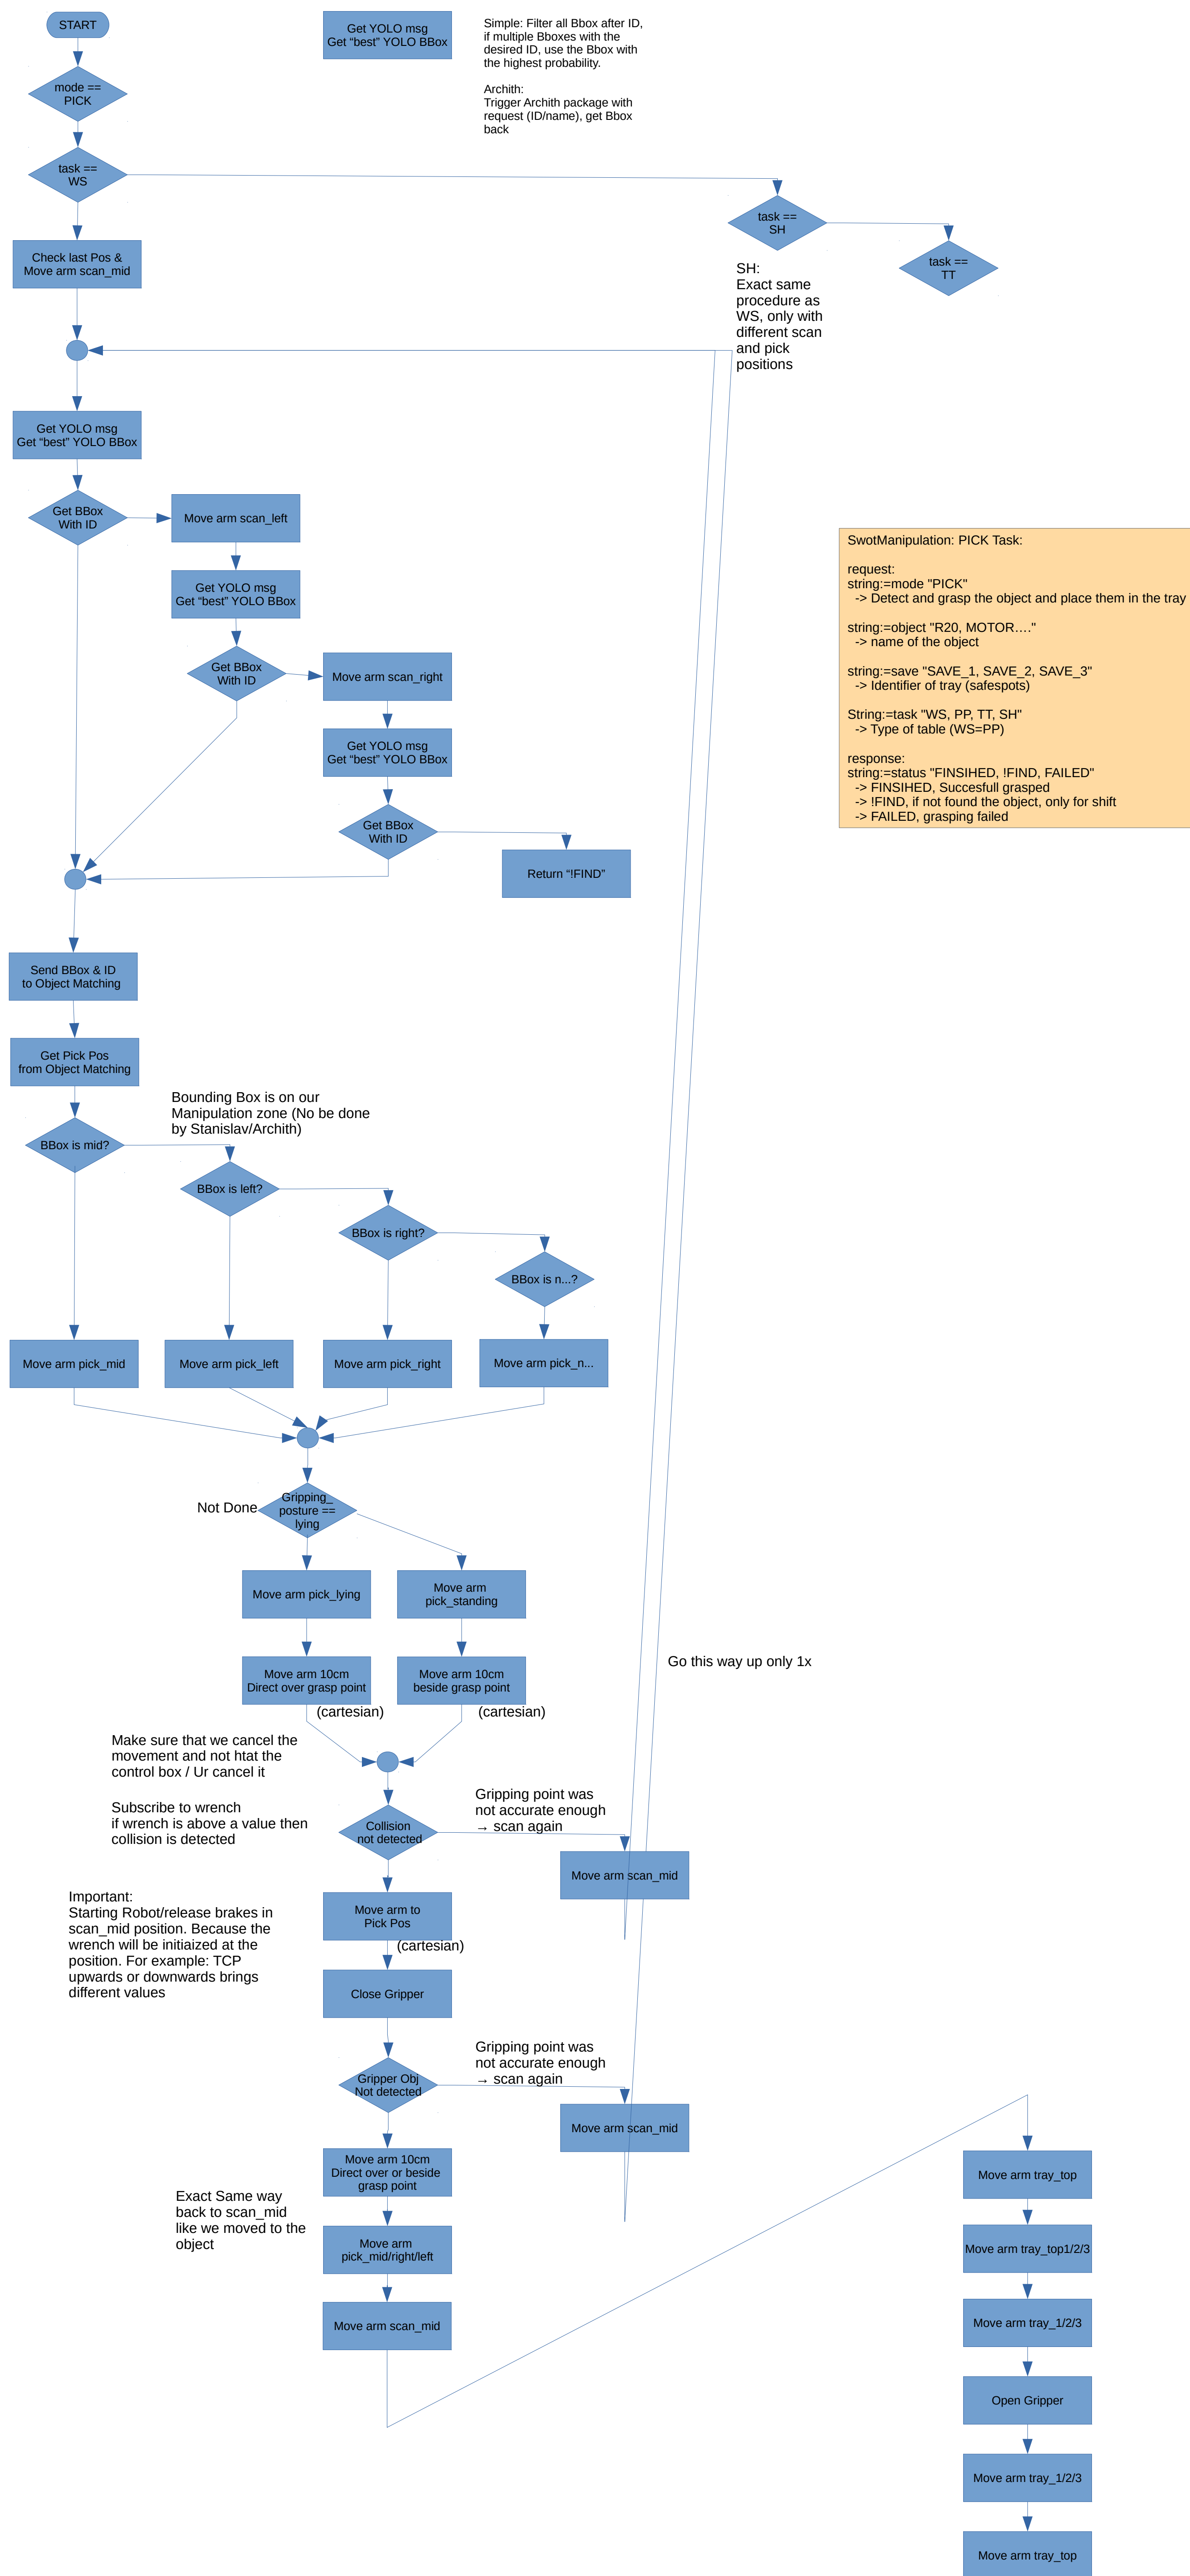 START
Get YOLO msg
Get “best” YOLO BBox
Simple: Filter all Bbox after ID,
if multiple Bboxes with the
desired ID, use the Bbox with
the highest probability.
Archith:
Trigger Archith package with
request (ID/name), get Bbox
back
mode ==
PICK
task ==
WS
task ==
SH
task ==
TT
SH:
Exact same
procedure as
WS, only with
different scan
and pick
positions
Check last Pos &
Move arm scan_mid
Get YOLO msg
Get “best” YOLO BBox
Get BBox
With ID
Move arm scan_left
Get YOLO msg
Get “best” YOLO BBox
Get BBox
With ID
Move arm scan_right
Get YOLO msg
Get “best” YOLO BBox
Get BBox
With ID
Return “!FIND”
SwotManipulation: PICK Task:
request:
string:=mode "PICK"
-> Detect and grasp the object and place them in the tray
string:=object "R20, MOTOR…."
-> name of the object
string:=save "SAVE_1, SAVE_2, SAVE_3"
-> Identifier of tray (safespots)
String:=task "WS, PP, TT, SH"
-> Type of table (WS=PP)
response:
string:=status "FINSIHED, !FIND, FAILED"
-> FINSIHED, Succesfull grasped
-> !FIND, if not found the object, only for shift
-> FAILED, grasping failed
Send BBox & ID
to Object Matching
Get Pick Pos
from Object Matching
Bounding Box is on our
Manipulation zone (No be done
by Stanislav/Archith)
BBox is mid?
BBox is left?
BBox is right?
BBox is n...?
Move arm pick_mid
Move arm pick_left
Move arm pick_right
Move arm pick_n...
Not Done
Gripping_
posture ==
lying
Move arm pick_lying
Move arm
pick_standing
Move arm 10cm
Direct over grasp point
(cartesian)
Move arm 10cm
beside grasp point
(cartesian)
Go this way up only 1x
Make sure that we cancel the
movement and not htat the
control box / Ur cancel it
Subscribe to wrench
if wrench is above a value then
collision is detected
Collision
not detected
Gripping point was
not accurate enough
→ scan again
Move arm scan_mid
Important:
Starting Robot/release brakes in
scan_mid position. Because the
wrench will be initiaized at the
position. For example: TCP
upwards or downwards brings
different values
Move arm to
Pick Pos
(cartesian)
Close Gripper
Gripper Obj
Not detected
Gripping point was
not accurate enough
→ scan again
Move arm scan_mid
Move arm 10cm
Direct over or beside
grasp point
Exact Same way
back to scan_mid
like we moved to the
object
Move arm
pick_mid/right/left
Move arm scan_mid
Move arm tray_top
Move arm tray_top1/2/3
Move arm tray_1/2/3
Open Gripper
Move arm tray_1/2/3
Move arm tray_top